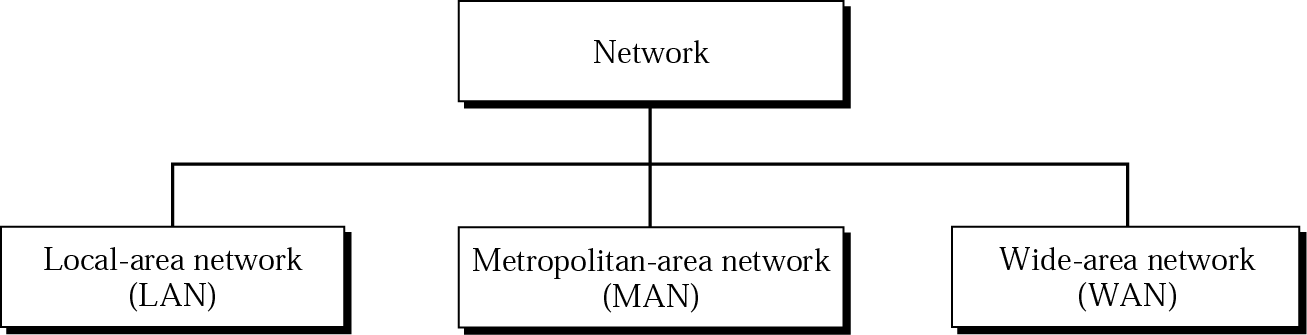 Network
Local-area network
(LAN)
Metropolitan-area network
(MAN)
Wide-area network
(WAN)